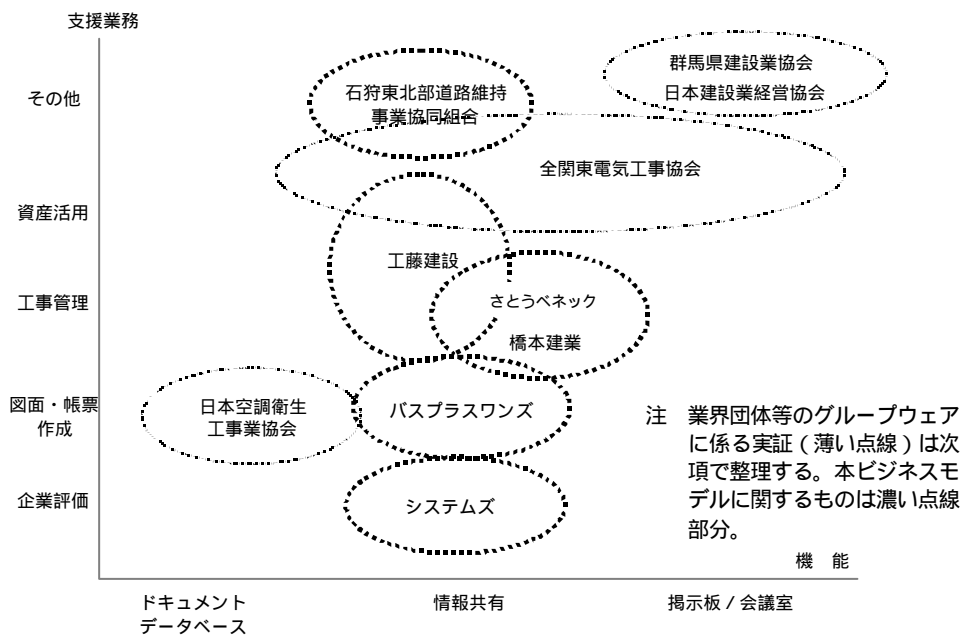 支援業務
その他
資産活用
工事管理
図面・帳票
作成
企業評価
群馬県建設業協会
日本建設業経営協会
石狩東北部道路維持
事業協同組合
全関東電気工事協会
工藤建設
さとうベネック
橋本建業
日本空調衛生
工事業協会
バスプラスワンズ
システムズ
注 業界団体等のグループウェア
に係る実証（薄い点線）は次
項で整理する。本ビジネスモ
デルに関するものは濃い点線
部分。
機 能
ドキュメント
データベース
情報共有
掲示板/会議室